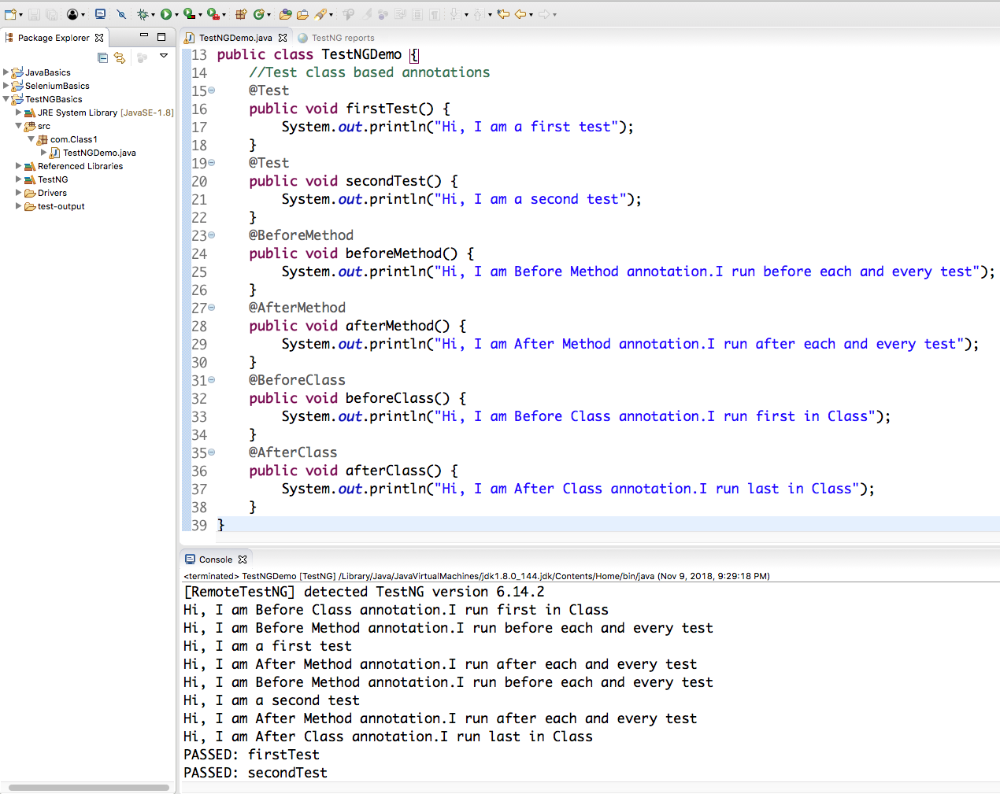 Package Explorer
JavaBasics
SeleniumBasics
TestNGBasics
JRE System Library [JavaSE-1.8]
src
com.Class1
TestNGDemo.java
Referenced Libraries
TestNG
Drivers
test-output
TestNGDemo.java
TestNG reports
13 public class TestNGDemo {
14 //Test class based annotations
15 @Test
16 public void firstTest() {
17 System.out.println("Hi, I am a first test");
18 }
19 @Test
20 public void secondTest() {
21 System.out.println("Hi, I am a second test");
22 }
23 @BeforeMethod
24 public void beforeMethod() {
25 System.out.println("Hi, I am Before Method annotation.I run before each and every test");
26 }
27 @AfterMethod
28 public void afterMethod() {
29 System.out.println("Hi, I am After Method annotation.I run after each and every test");
30 }
31 @BeforeClass
32 public void beforeClass() {
33 System.out.println("Hi, I am Before Class annotation.I run first in Class");
34 }
35 @AfterClass
36 public void afterClass() {
37 System.out.println("Hi, I am After Class annotation.I run last in Class");
38 }
39 }
Console
<terminated> TestNGDemo [TestNG] /Library/Java/JavaVirtualMachines/jdk1.8.0_144.jdk/Contents/Home/bin/java (Nov 9, 2018, 9:29:18 PM)
[RemoteTestNG] detected TestNG version 6.14.2
Hi, I am Before Class annotation.I run first in Class
Hi, I am Before Method annotation.I run before each and every test
Hi, I am a first test
Hi, I am After Method annotation.I run after each and every test
Hi, I am Before Method annotation.I run before each and every test
Hi, I am a second test
Hi, I am After Method annotation.I run after each and every test
Hi, I am After Class annotation.I run last in Class
PASSED: firstTest
PASSED: secondTest